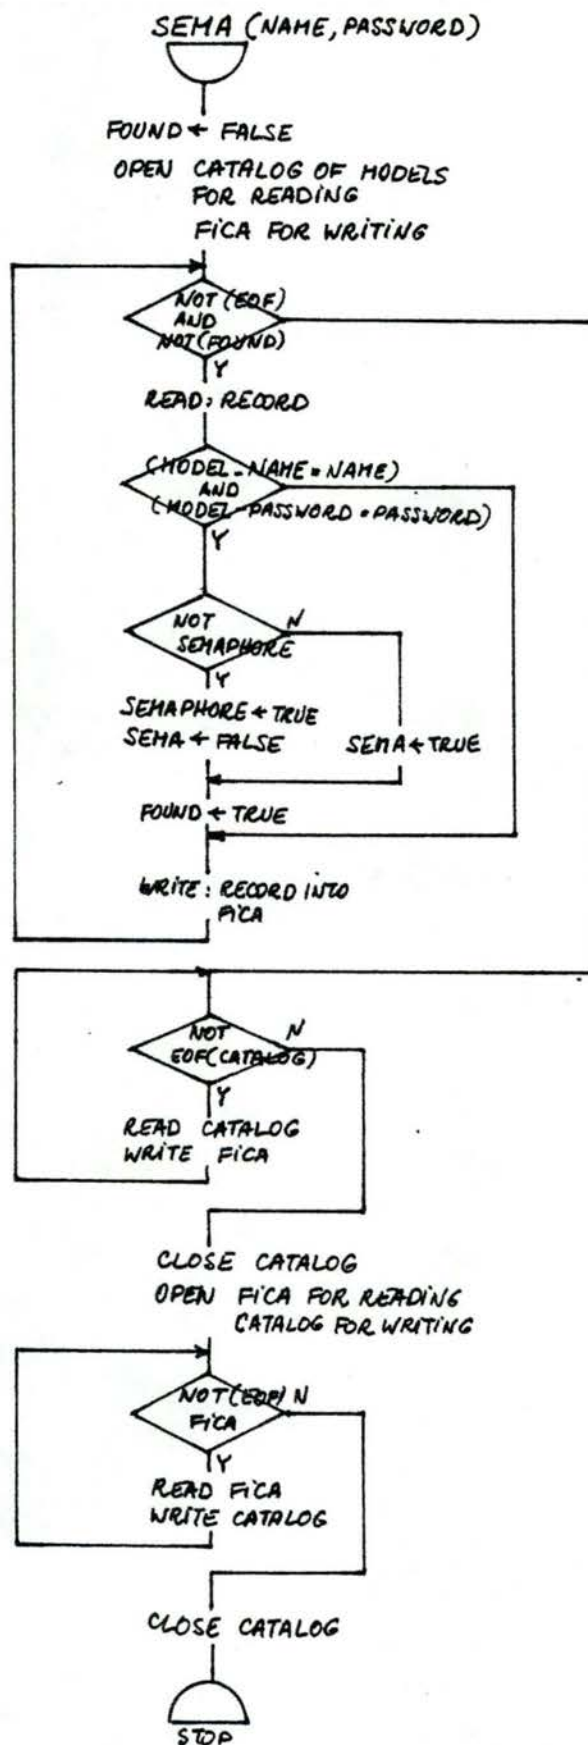 SEMA (NAME, PASSWORD)
FOUND ← FALSE
OPEN CATALOG OF MODELS
FOR READING
FICA FOR WRITING
NOT (EOF)
AND
NOT (FOUND)
Y
READ: RECORD
(MODEL-NAME = NAME)
AND
(MODEL-PASSWORD = PASSWORD)
Y
NOT N
SEMAPHORE
Y
SEMAPHORE ← TRUE
SEMA ← FALSE SEMA ← TRUE
FOUND ← TRUE
WRITE: RECORD INTO
FICA
NOT N
EOF(CATALOG)
Y
READ CATALOG
WRITE FICA
CLOSE CATALOG
OPEN FICA FOR READING
CATALOG FOR WRITING
NOT (EOF) N
FICA
Y
READ FICA
WRITE CATALOG
CLOSE CATALOG
STOP